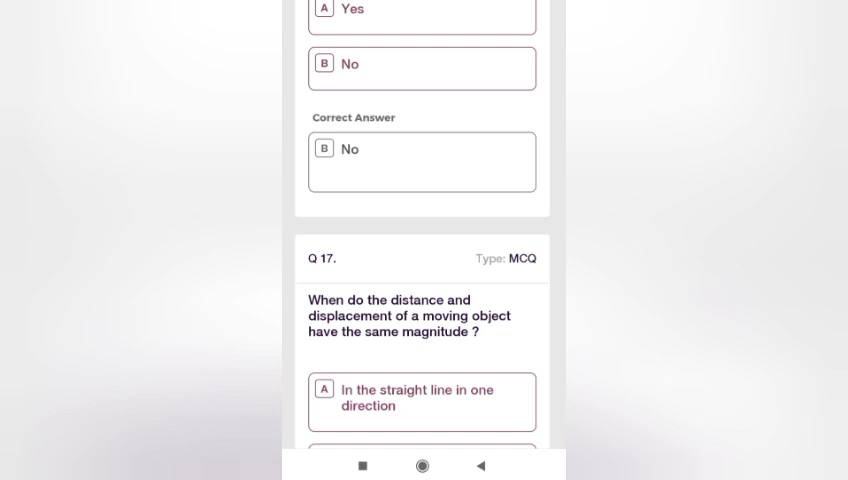 A Yes
B No
Correct Answer
B No
Q 17.
Type: MCQ
When do the distance and
displacement of a moving object
have the same magnitude ?
A In the straight line in one
direction